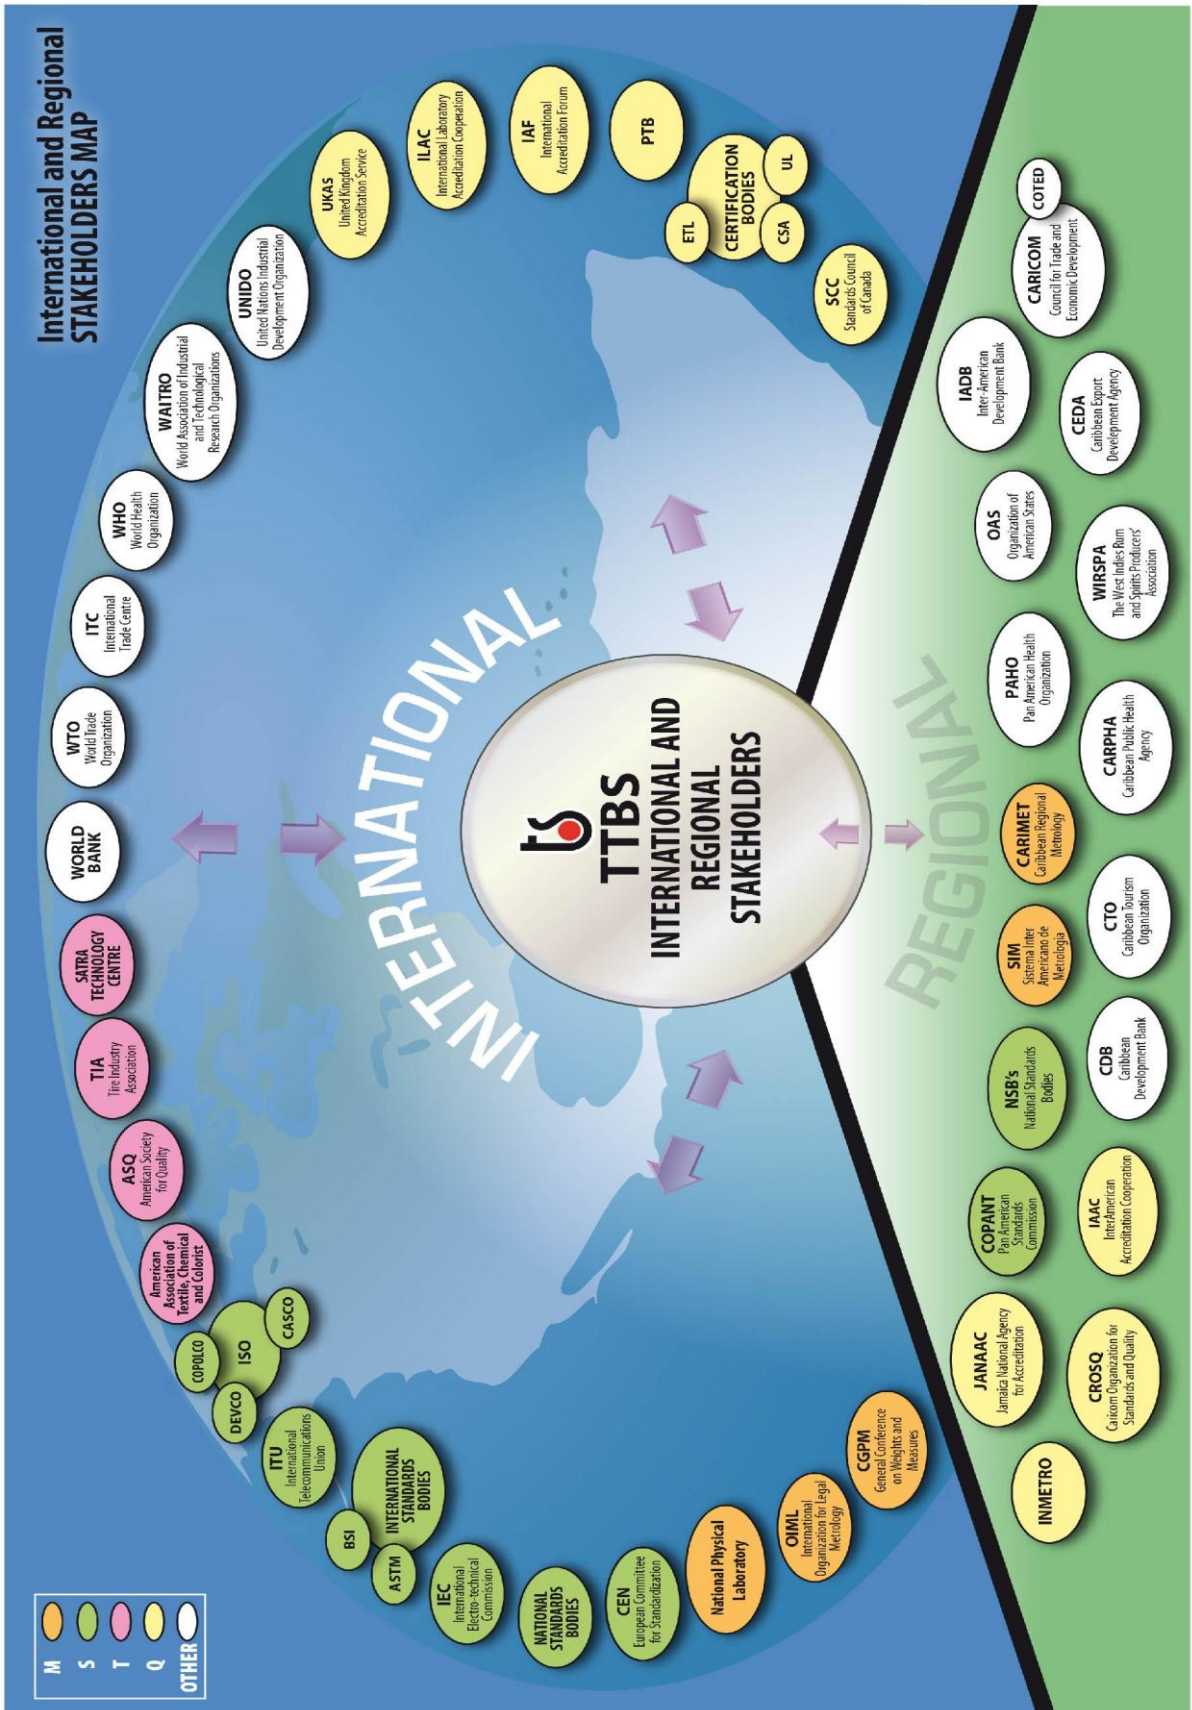 International and Regional
STAKEHOLDERS MAP
M
S
T
Q
OTHER
CGPM
General Conference
on Weights and
Measures
OIML
International
Organization for Legal
Metrology
National Physical
Laboratory
CEN
European Committee
for Standardization
NATIONAL
STANDARDS
BODIES
IEC
International
Electro-technical
Commission
ASTM
BSI
INTERNATIONAL
STANDARDS
BODIES
ITU
International
Telecommunications
Union
DEVCO
COPOLCO
ISO
CASCO
American
Association of
Textile, Chemical
and Colorist
ASQ
American Society
for Quality
TIA
Tire Industry
Association
SATRA
TECHNOLOGY
CENTRE
WORLD
BANK
WTO
World Trade
Organization
ITC
International
Trade Centre
WHO
World Health
Organization
WAITRO
World Association of Industrial
and Technological
Research Organizations
UNIDO
United Nations Industrial
Development Organization
UKAS
United Kingdom
Accreditation Service
ILAC
International Laboratory
Accreditation Cooperation
IAF
International
Accreditation Forum
PTB
ETL
CERTIFICATION
BODIES
UL
CSA
SCC
Standards Council
of Canada
INTERNATIONAL
ts
TTBS
INTERNATIONAL AND
REGIONAL
STAKEHOLDERS
REGIONAL
INMETRO
JANAAC
Jamaica National Agency
for Accreditation
CROSQ
Caricom Organization for
Standards and Quality
COPANT
Pan American
Standards
Commission
IAAC
InterAmerican
Accreditation Cooperation
NSB's
National Standards
Bodies
CDB
Caribbean
Development Bank
SIM
Sistema Inter
Americano de
Metrologia
CTO
Caribbean Tourism
Organization
CARIMET
Caribbean Regional
Metrology
CARPHA
Caribbean Public Health
Agency
PAHO
Pan American Health
Organization
WIRSPA
The West Indies Rum
and Spirits Producers'
Association
OAS
Organization of
American States
CEDA
Caribbean Export
Development Agency
IADB
Inter-American
Development Bank
CARICOM
Council for Trade and
Economic Development
COTED